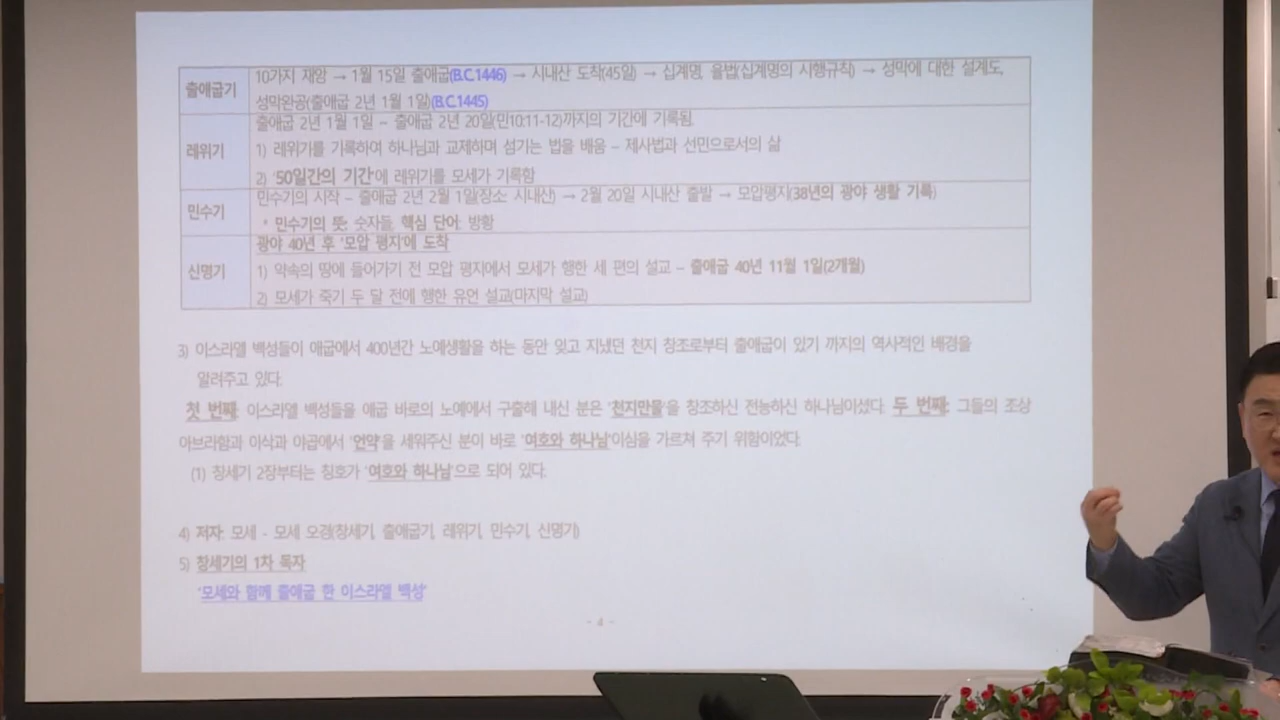 출애굽기
10가지 재앙 → 1월 15일 출애굽(B.C.1446) → 시내산 도착(45일) → 십계명, 율법(십계명의 시행규칙) → 성막에 대한 설계도,
성막완공(출애굽 2년 1월 1일)(B.C.1445)
레위기
출애굽 2년 1월 1일 – 출애굽 2년 20일(민10:11-12)까지의 기간에 기록됨.
1) 레위기를 기록하여 하나님과 교제하며 섬기는 법을 배움 – 제사법과 선민으로서의 삶
2) '50일간의 기간'에 레위기를 모세가 기록함
민수기
민수기의 시작 – 출애굽 2년 2월 1일(장소: 시내산) → 2월 20일 시내산 출발 → 모압평지(38년의 광야 생활 기록)
* 민수기의 뜻: 숫자들, 핵심 단어: 방황
신명기
광야 40년 후 '모압 평지'에 도착
1) 약속의 땅에 들어가기 전 모압 평지에서 모세가 행한 세 편의 설교 – 출애굽 40년 11월 1일(2개월)
2) 모세가 죽기 두 달 전에 행한 유언 설교(마지막 설교)
3) 이스라엘 백성들이 애굽에서 400년간 노예생활을 하는 동안 잊고 지냈던 천지 창조로부터 출애굽이 있기 까지의 역사적인 배경을
알려주고 있다.
첫 번째: 이스라엘 백성들을 애굽 바로의 노예에서 구출해 내신 분은 '천지만물'을 창조하신 전능하신 하나님이셨다. 두 번째: 그들의 조상
아브라함과 이삭과 야곱에서 '언약'을 세워주신 분이 바로 '여호와 하나님'이심을 가르쳐 주기 위함이었다.
(1) 창세기 2장부터는 칭호가 '여호와 하나님'으로 되어 있다.
4) 저자: 모세 - 모세 오경(창세기, 출애굽기, 레위기, 민수기, 신명기)
5) 창세기의 1차 독자
'모세와 함께 출애굽 한 이스라엘 백성'
- 4 -